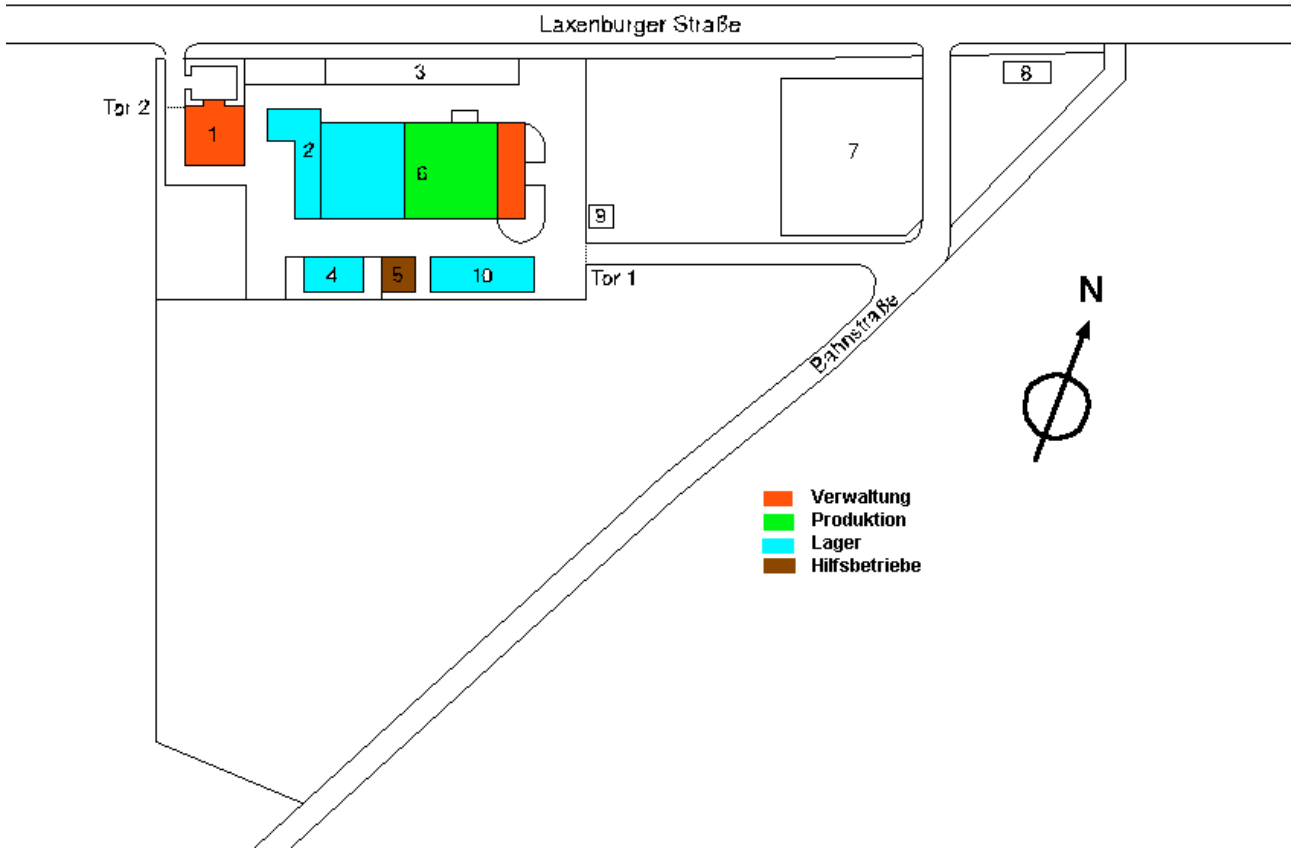 Laxenburger Straße
3
8
Tor 2
1
2
6
7
9
4
5
10
Tor 1
Bahnstraße
N
Verwaltung
Produktion
Lager
Hilfsbetriebe